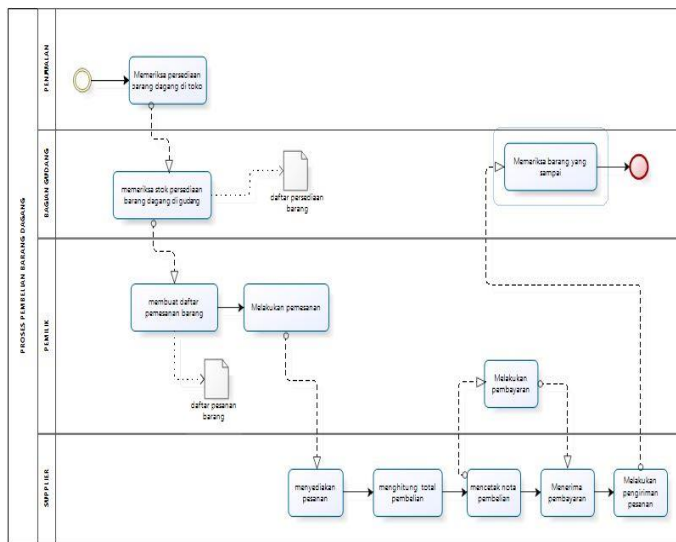 PROSES PEMBELIAN BARANG DAGANG
PENJUALAN
Memeriksa persediaan
barang dagang di toko
BAGIAN GUDANG
memeriksa stok persediaan
barang dagang di gudang
daftar persediaan
barang
Memeriksa barang yang
sampai
PEMILIK
membuat daftar
pemesanan barang
Melakukan pemesanan
daftar pesanan
barang
Melakukan
pembayaran
SUPPLIER
menyediakan
pesanan
menghitung total
pembelian
mencetak nota
pembelian
Menerima
pembayaran
Melakukan
pengiriman
pesanan